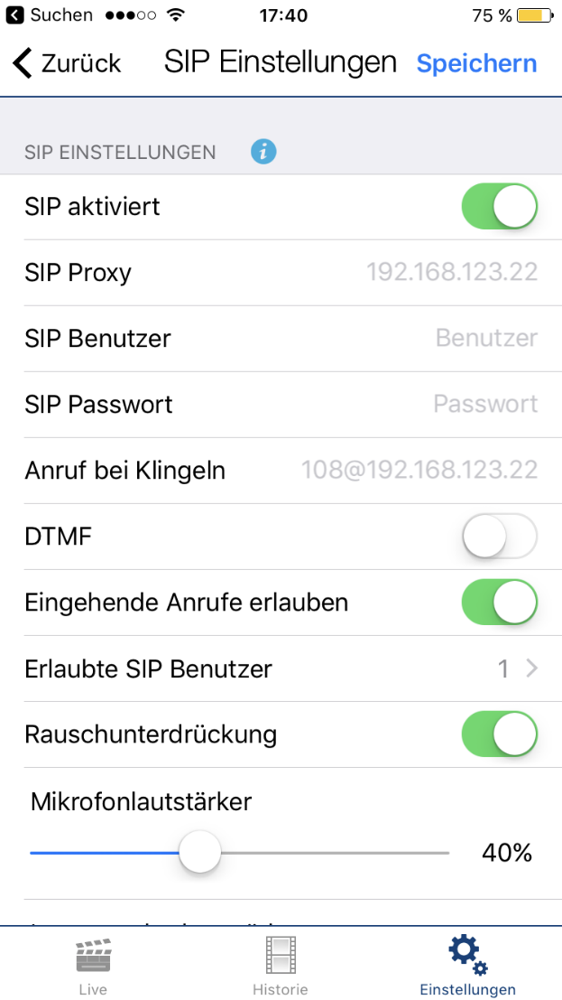 Suchen 17:40 75 %
Zurück SIP Einstellungen Speichern
SIP EINSTELLUNGEN i
SIP aktiviert
SIP Proxy 192.168.123.22
SIP Benutzer Benutzer
SIP Passwort Passwort
Anruf bei Klingeln 108@192.168.123.22
DTMF
Eingehende Anrufe erlauben
Erlaubte SIP Benutzer 1
Rauschunterdrückung
Mikrofonlautstärker
40%
Live Historie Einstellungen